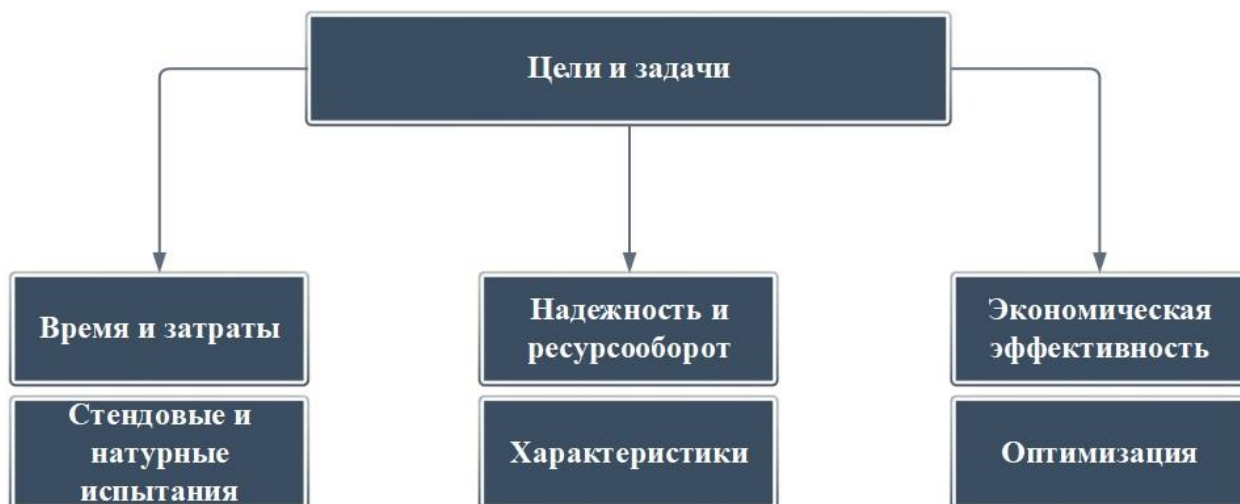 Цели и задачи
Время и затраты
Надежность и
ресурсооборот
Экономическая
эффективность
Стендовые и
натурные
испытания
Характеристики
Оптимизация